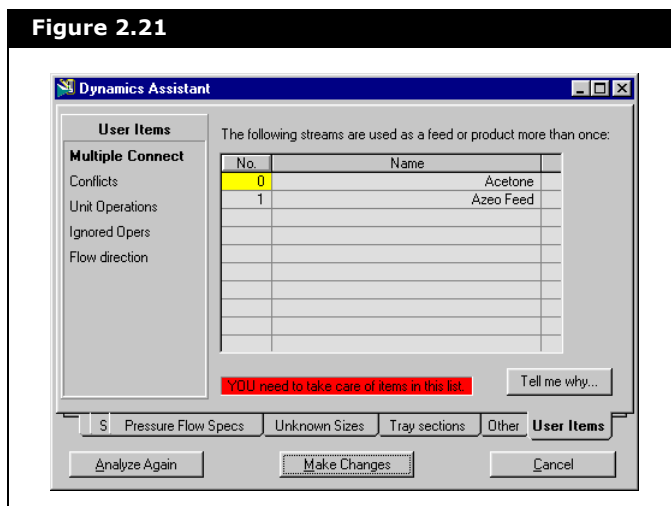 Figure 2.21
Dynamics Assistant
User Items
Multiple Connect
Conflicts
Unit Operations
Ignored Opers
Flow direction
The following streams are used as a feed or product more than once:
No. Name
0 Acetone
1 Azeo Feed
YOU need to take care of items in this list.
Tell me why...
S Pressure Flow Specs Unknown Sizes Tray sections Other User Items
Analyze Again Make Changes Cancel